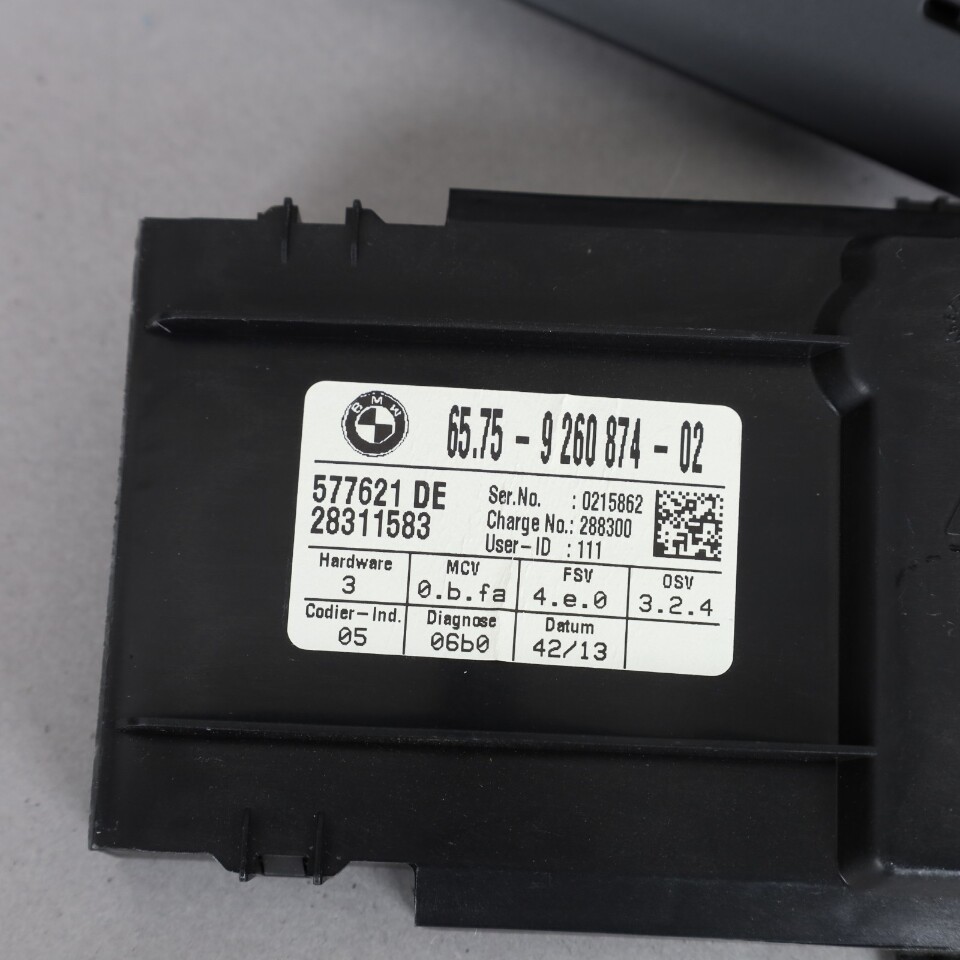 BMW
65.75 - 9 260 874 - 02
577621 DE
28311583
Ser.No. : 0215862
Charge No.: 288300
User-ID : 111
Hardware MCV FSV OSV
3 0.b.fa 4.e.0 3.2.4
Codier-Ind. Diagnose Datum
05 06b0 42/13